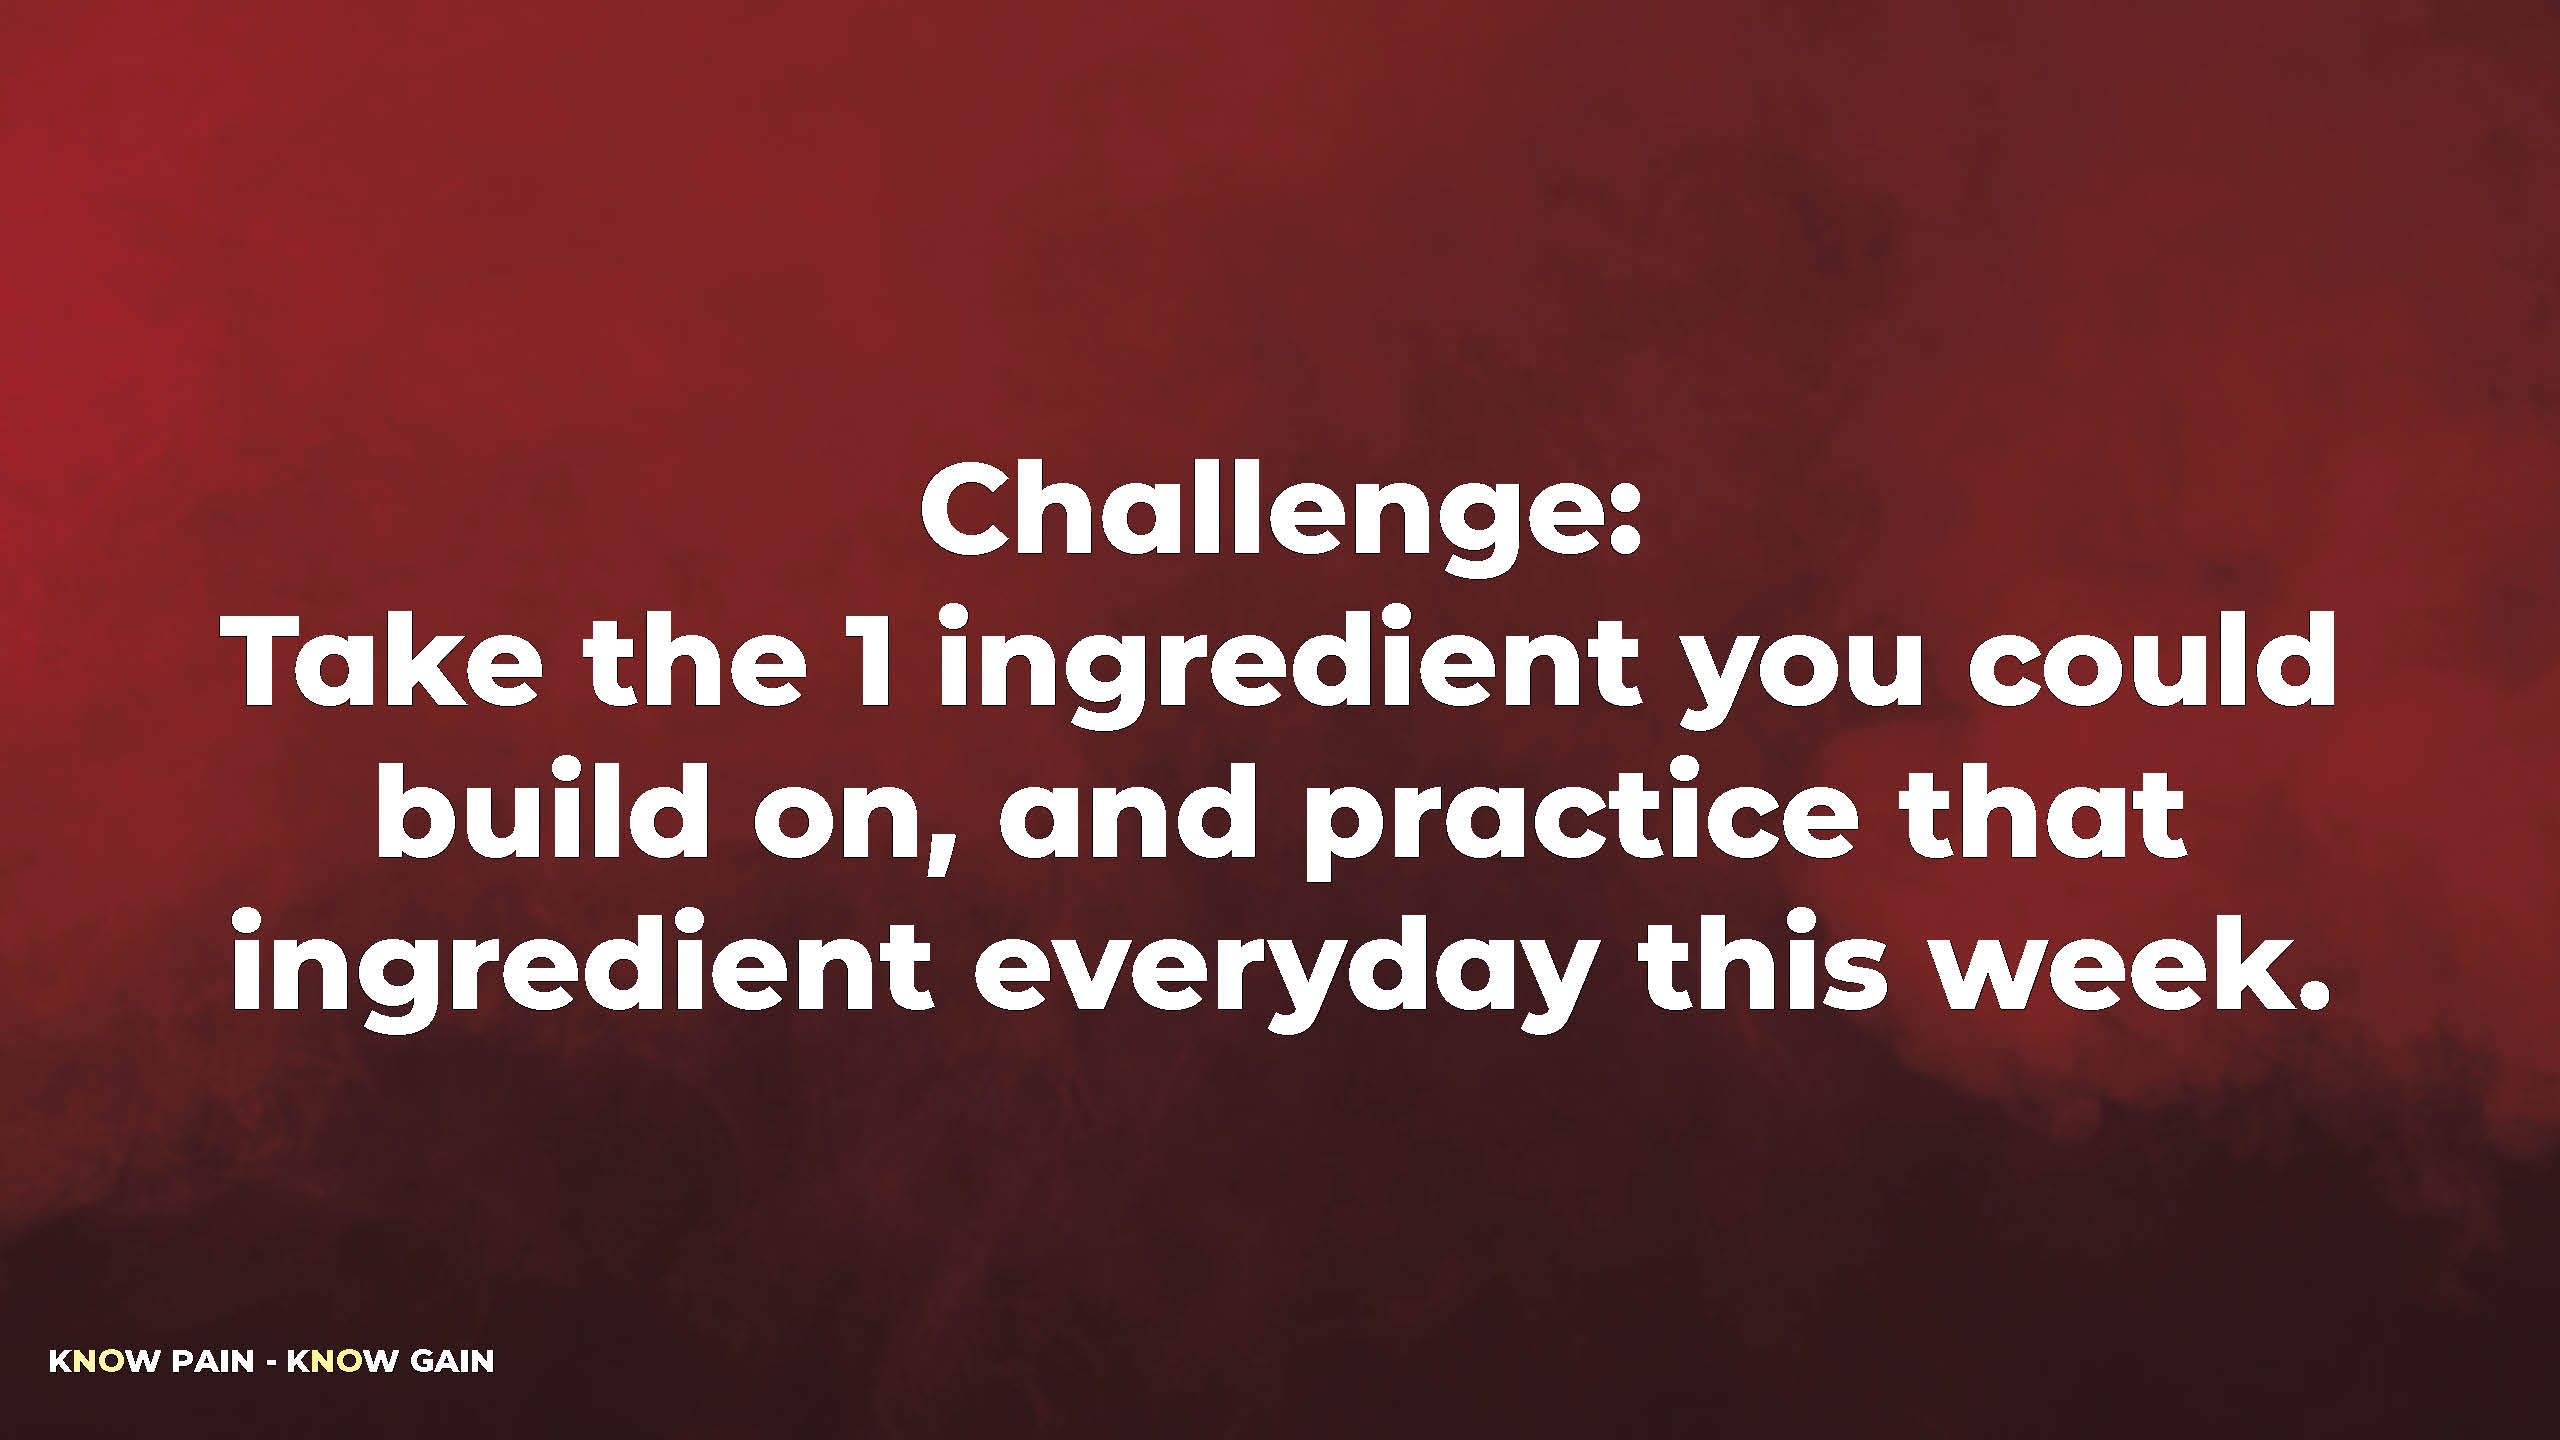 Challenge:
Take the 1 ingredient you could
build on, and practice that
ingredient everyday this week.
KNOW PAIN - KNOW GAIN